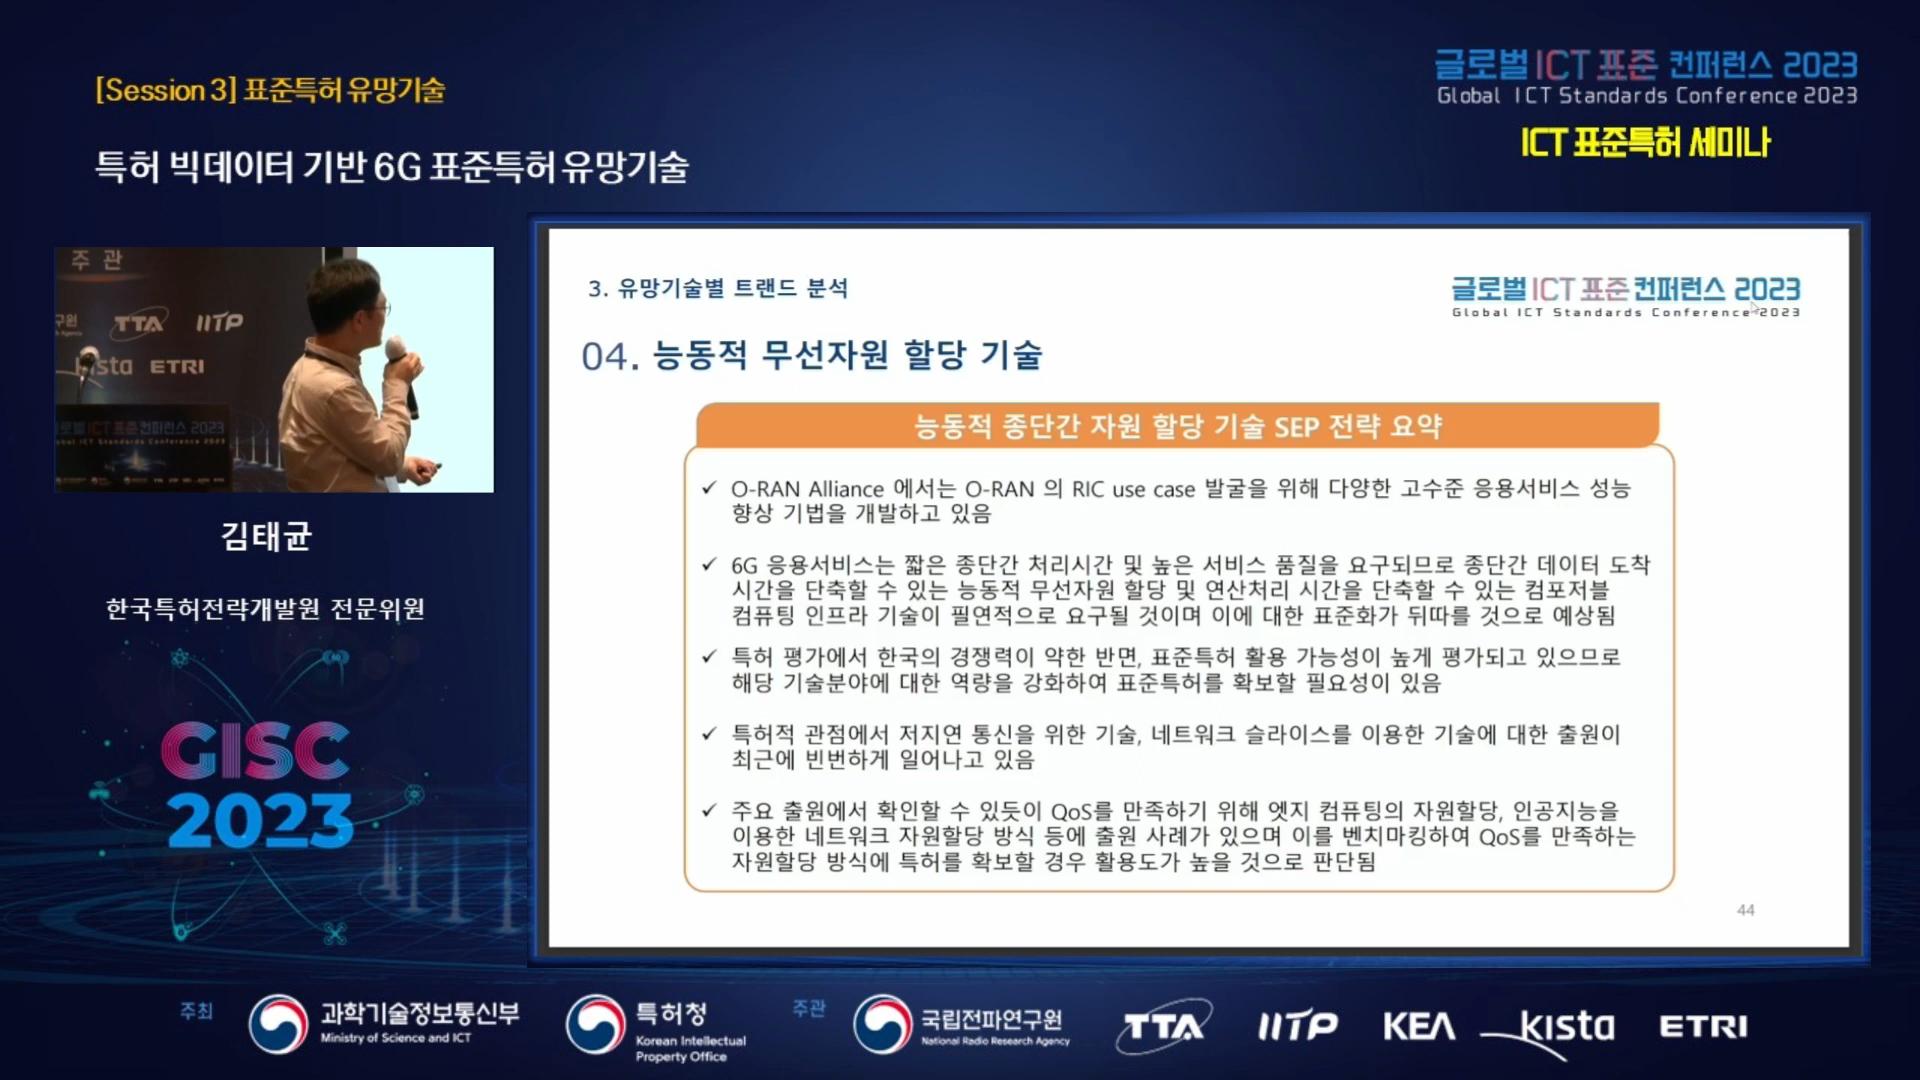 [Session 3] 표준특허 유망기술
특허 빅데이터 기반 6G 표준특허 유망기술
글로벌 ICT 표준 컨퍼런스 2023
Global ICT Standards Conference 2023
ICT 표준특허 세미나
주 관
TTA
IITP
kista
ETRI
ICT 표준 컨퍼런스 2023
김태균
한국특허전략개발원 전문위원
GISC
2023
3. 유망기술별 트랜드 분석
글로벌 ICT 표준 컨퍼런스 2023
Global ICT Standards Conference 2023
04. 능동적 무선자원 할당 기술
능동적 종단간 자원 할당 기술 SEP 전략 요약
✓ O-RAN Alliance 에서는 O-RAN 의 RIC use case 발굴을 위해 다양한 고수준 응용서비스 성능
향상 기법을 개발하고 있음
✓ 6G 응용서비스는 짧은 종단간 처리시간 및 높은 서비스 품질을 요구되므로 종단간 데이터 도착
시간을 단축할 수 있는 능동적 무선자원 할당 및 연산처리 시간을 단축할 수 있는 컴포저블
컴퓨팅 인프라 기술이 필연적으로 요구될 것이며 이에 대한 표준화가 뒤따를 것으로 예상됨
✓ 특허 평가에서 한국의 경쟁력이 약한 반면, 표준특허 활용 가능성이 높게 평가되고 있으므로
해당 기술분야에 대한 역량을 강화하여 표준특허를 확보할 필요성이 있음
✓ 특허적 관점에서 저지연 통신을 위한 기술, 네트워크 슬라이스를 이용한 기술에 대한 출원이
최근에 빈번하게 일어나고 있음
✓ 주요 출원에서 확인할 수 있듯이 QoS를 만족하기 위해 엣지 컴퓨팅의 자원할당, 인공지능을
이용한 네트워크 자원할당 방식 등에 출원 사례가 있으며 이를 벤치마킹하여 QoS를 만족하는
자원할당 방식에 특허를 확보할 경우 활용도가 높을 것으로 판단됨
44
주최
과학기술정보통신부
Ministry of Science and ICT
특허청
Korean Intellectual
Property Office
주관
국립전파연구원
National Radio Research Agency
TTA
IITP
KEA
kista
ETRI